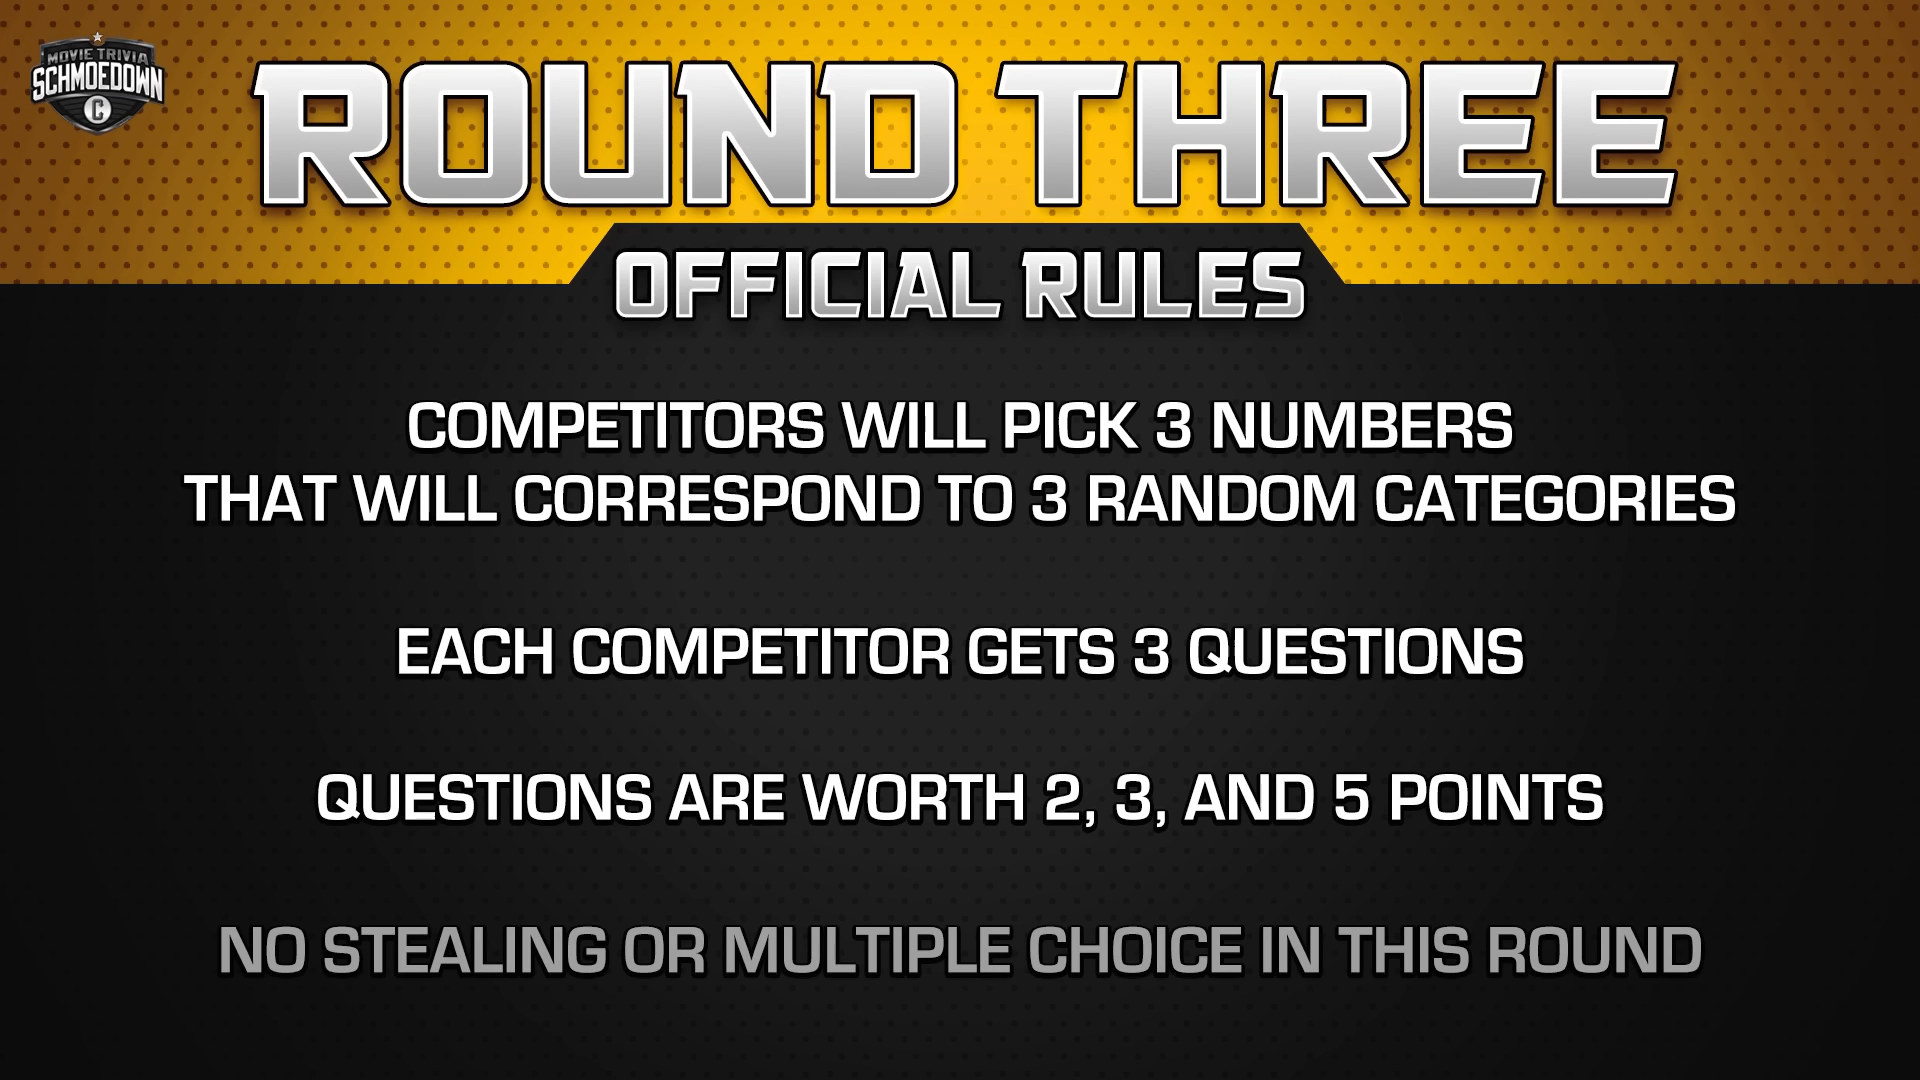 MOVIE TRIVIA
SCHMOEDOWN
C
ROUND THREE
OFFICIAL RULES
COMPETITORS WILL PICK 3 NUMBERS
THAT WILL CORRESPOND TO 3 RANDOM CATEGORIES
EACH COMPETITOR GETS 3 QUESTIONS
QUESTIONS ARE WORTH 2, 3, AND 5 POINTS
NO STEALING OR MULTIPLE CHOICE IN THIS ROUND